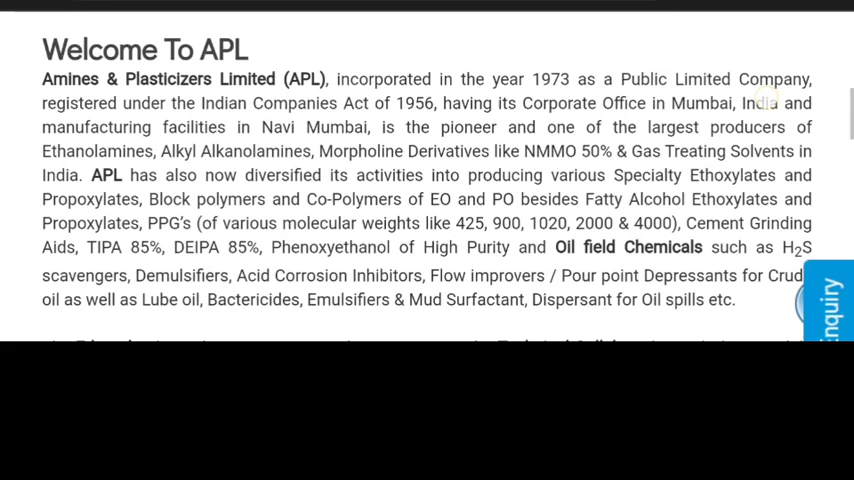 Welcome To APL
Amines & Plasticizers Limited (APL), incorporated in the year 1973 as a Public Limited Company,
registered under the Indian Companies Act of 1956, having its Corporate Office in Mumbai, India and
manufacturing facilities in Navi Mumbai, is the pioneer and one of the largest producers of
Ethanolamines, Alkyl Alkanolamines, Morpholine Derivatives like NMMO 50% & Gas Treating Solvents in
India. APL has also now diversified its activities into producing various Specialty Ethoxylates and
Propoxylates, Block polymers and Co-Polymers of EO and PO besides Fatty Alcohol Ethoxylates and
Propoxylates, PPG's (of various molecular weights like 425, 900, 1020, 2000 & 4000), Cement Grinding
Aids, TIPA 85%, DEIPA 85%, Phenoxyethanol of High Purity and Oil field Chemicals such as H2S
scavengers, Demulsifiers, Acid Corrosion Inhibitors, Flow improvers / Pour point Depressants for Crud
oil as well as Lube oil, Bactericides, Emulsifiers & Mud Surfactant, Dispersant for Oil spills etc.
nquiry